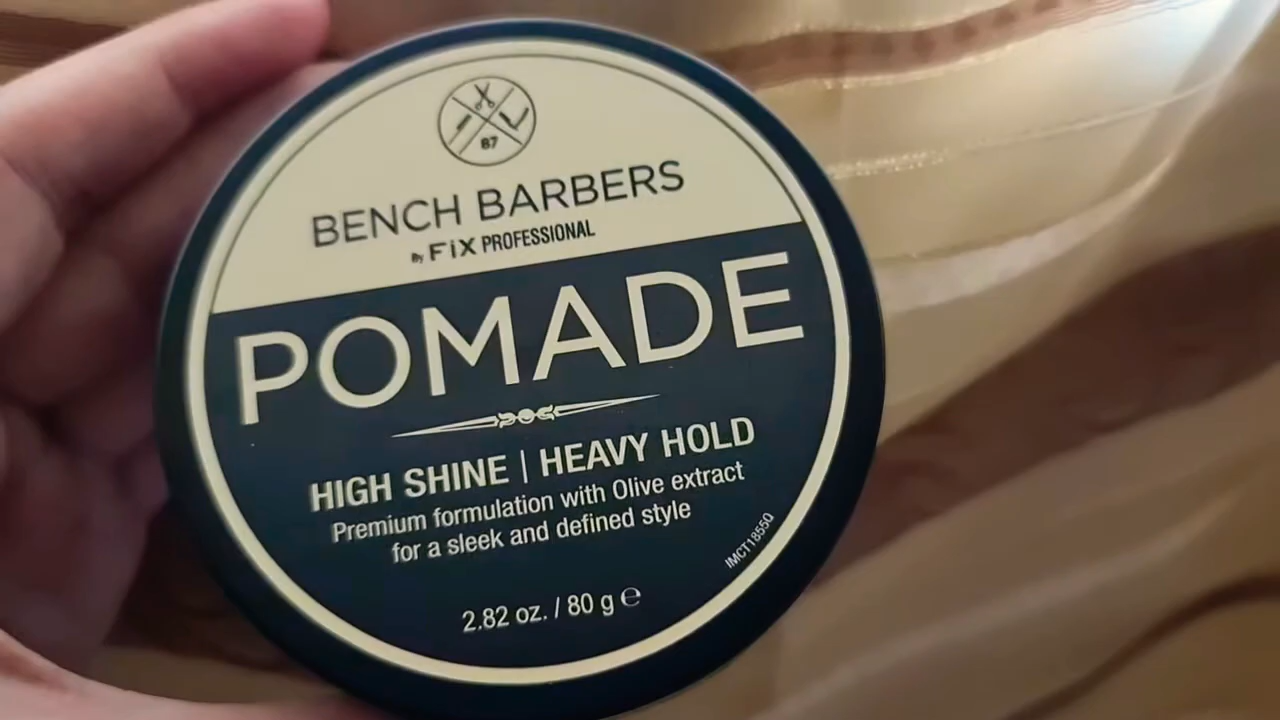 B7
BENCH BARBERS
By FiX PROFESSIONAL
POMADE
HIGH SHINE | HEAVY HOLD
Premium formulation with Olive extract
for a sleek and defined style
IMCT1855Q
2.82 oz. / 80 g ℮